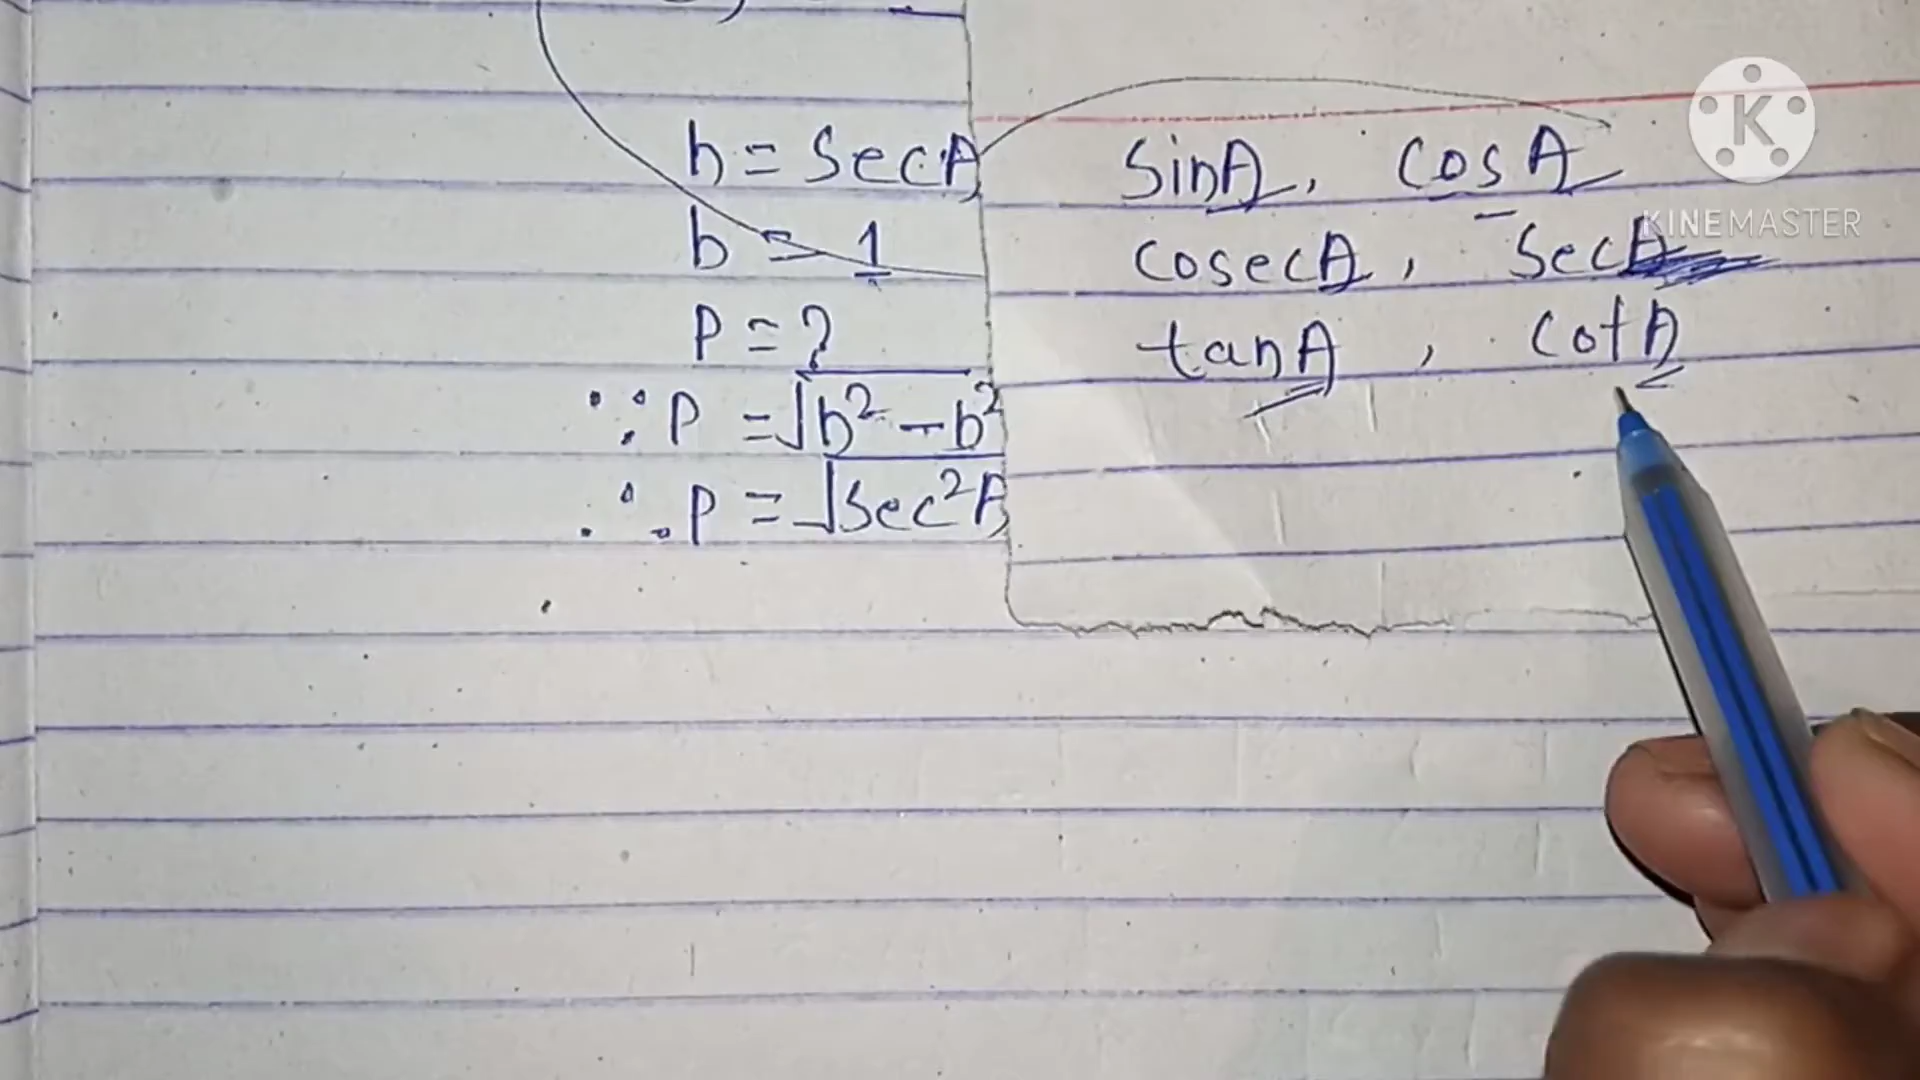 h = SecA
b = 1
P = ?
∵ P = √h² - b²
∴ P = √Sec²A
SinA, CosA
CosecA, SecA
tanA, CotA
K
KINEMASTER